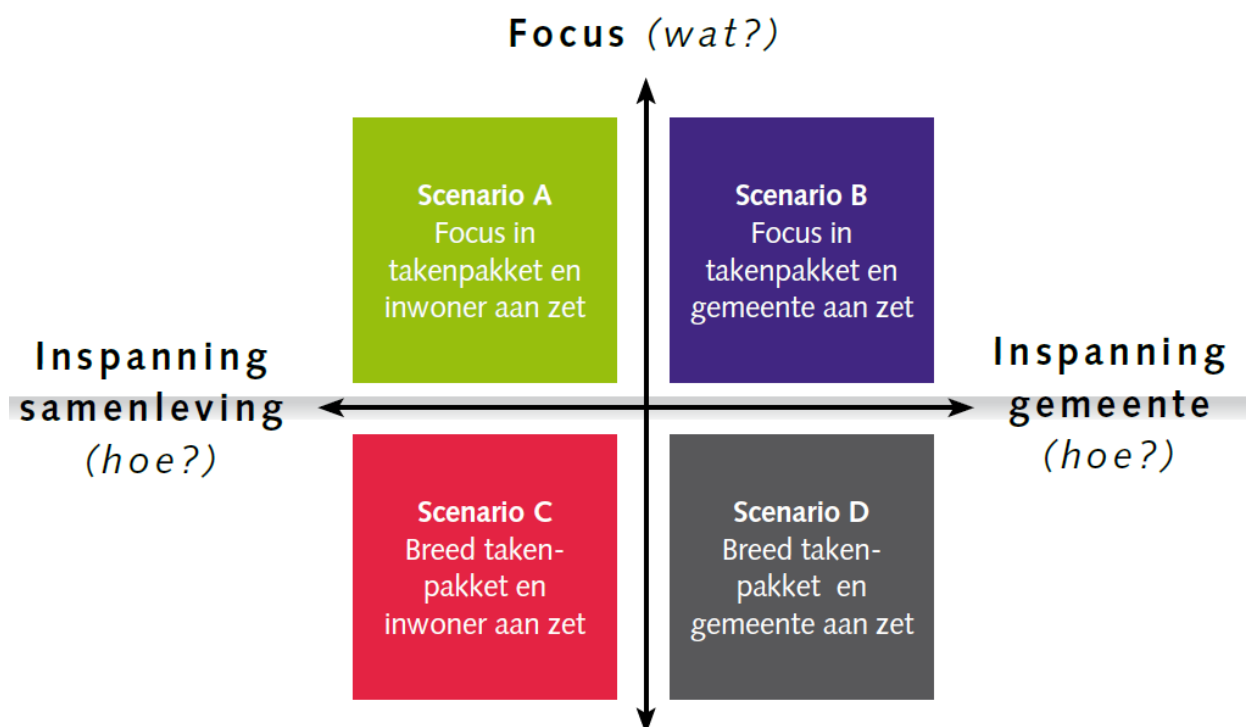 Focus (wat?)
Scenario A
Focus in
takenpakket en
inwoner aan zet
Scenario B
Focus in
takenpakket en
gemeente aan zet
Inspanning
samenleving
(hoe?)
Inspanning
gemeente
(hoe?)
Scenario C
Breed taken-
pakket en
inwoner aan zet
Scenario D
Breed taken-
pakket en
gemeente aan zet